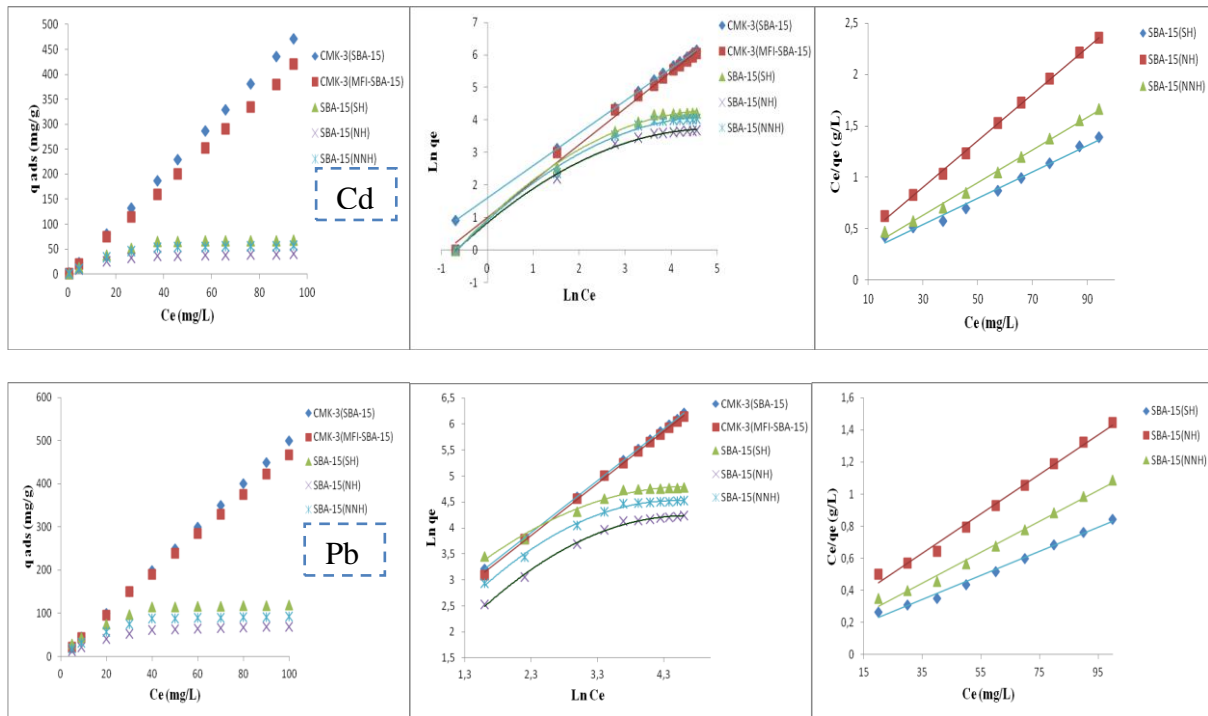 500
450
400
350
300
250
200
150
100
50
0
0 20 40 60 80 100
q ads (mg/g)
Ce (mg/L)
CMK-3(SBA-15)
CMK-3(MFI-SBA-15)
SBA-15(SH)
SBA-15(NH)
SBA-15(NNH)
Cd
7
6
5
4
3
2
1
0
-1
-1 0 1 2 3 4 5
Ln qe
Ln Ce
CMK-3(SBA-15)
CMK-3(MFI-SBA-15)
SBA-15(SH)
SBA-15(NH)
SBA-15(NNH)
2,5
2
1,5
1
0,5
0
10 30 50 70 90
Ce/qe (g/L)
Ce (mg/L)
SBA-15(SH)
SBA-15(NH)
SBA-15(NNH)
600
500
400
300
200
100
0
0 20 40 60 80 100
q ads (mg/g)
Ce (mg/L)
CMK-3(SBA-15)
CMK-3(MFI-SBA-15)
SBA-15(SH)
SBA-15(NH)
SBA-15(NNH)
Pb
6,5
6
5,5
5
4,5
4
3,5
3
2,5
2
1,5
1,3 2,3 3,3 4,3
Ln qe
Ln Ce
CMK-3(SBA-15)
CMK-3(MFI-SBA-15)
SBA-15(SH)
SBA-15(NH)
SBA-15(NNH)
1,6
1,4
1,2
1
0,8
0,6
0,4
0,2
0
15 35 55 75 95
Ce/qe (g/L)
Ce (mg/L)
SBA-15(SH)
SBA-15(NH)
SBA-15(NNH)